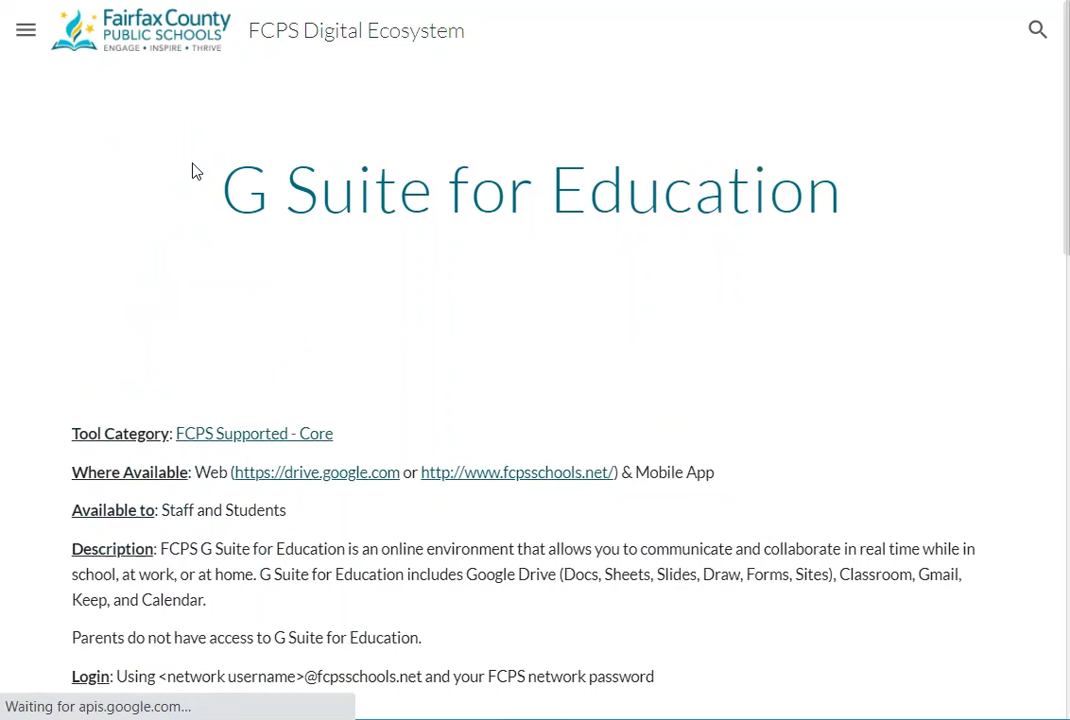 Fairfax County
PUBLIC SCHOOLS
ENGAGE • INSPIRE • THRIVE
FCPS Digital Ecosystem
G Suite for Education
Tool Category: FCPS Supported - Core
Where Available: Web (https://drive.google.com or http://www.fcpsschools.net/) & Mobile App
Available to: Staff and Students
Description: FCPS G Suite for Education is an online environment that allows you to communicate and collaborate in real time while in
school, at work, or at home. G Suite for Education includes Google Drive (Docs, Sheets, Slides, Draw, Forms, Sites), Classroom, Gmail,
Keep, and Calendar.
Parents do not have access to G Suite for Education.
Login: Using <network username>@fcpsschools.net and your FCPS network password
Waiting for apis.google.com...